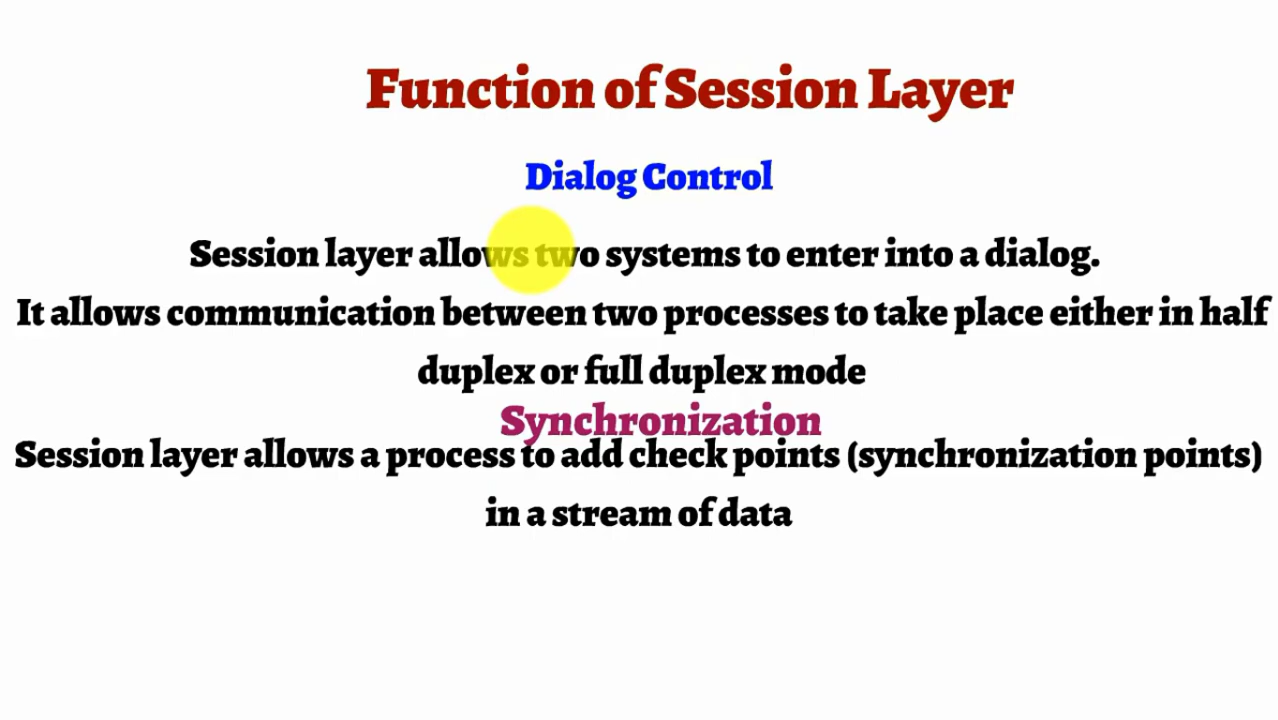 Function of Session Layer
Dialog Control
Session layer allows two systems to enter into a dialog.
It allows communication between two processes to take place either in half
duplex or full duplex mode
Synchronization
Session layer allows a process to add check points (synchronization points)
in a stream of data